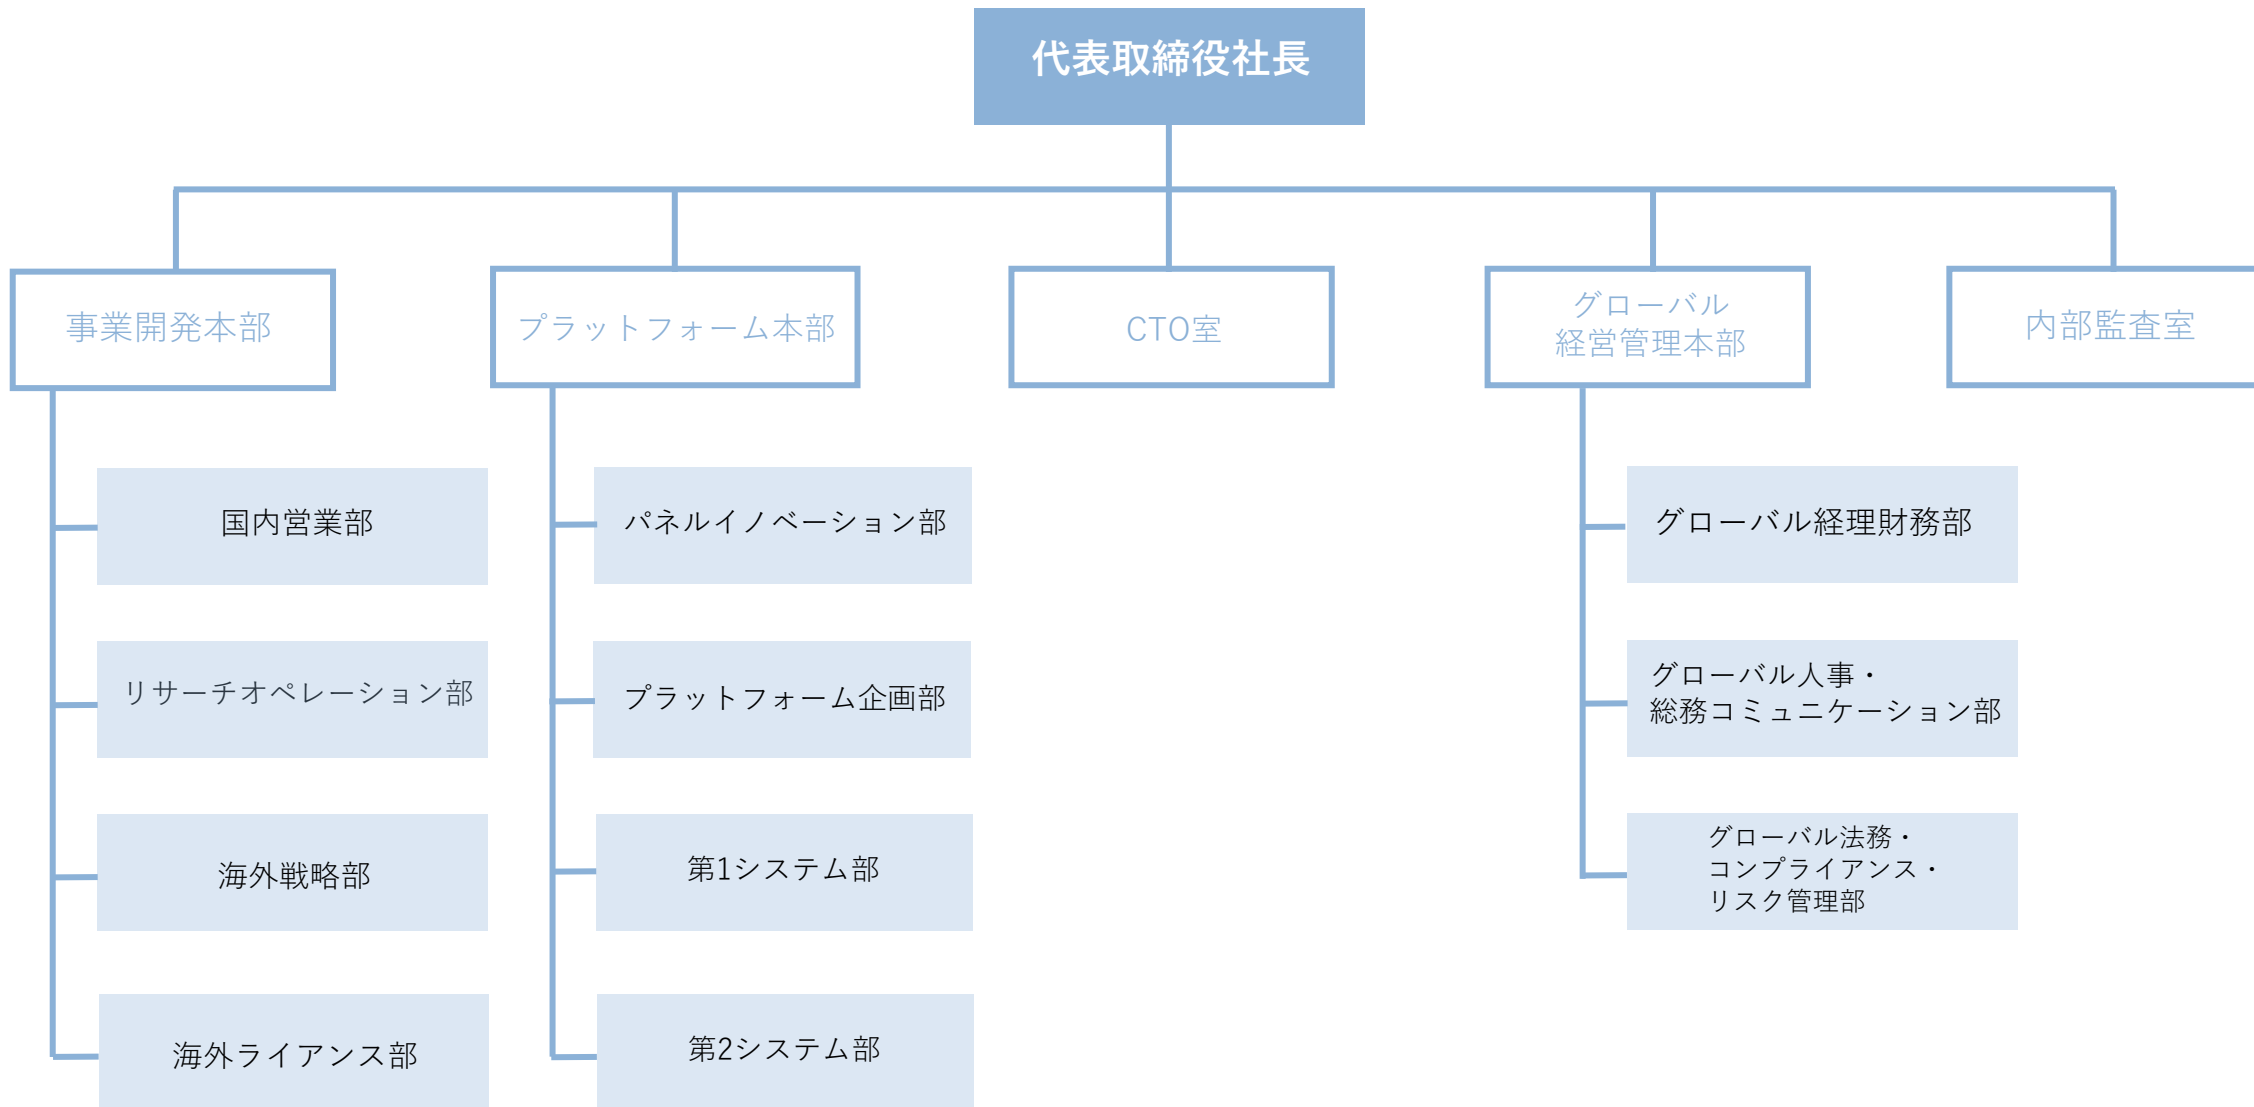 代表取締役社長
事業開発本部
プラットフォーム本部
CTO室
グローバル
経営管理本部
内部監査室
国内営業部
リサーチオペレーション部
海外戦略部
海外ライアンス部
パネルイノベーション部
プラットフォーム企画部
第1システム部
第2システム部
グローバル経理財務部
グローバル人事・
総務コミュニケーション部
グローバル法務・
コンプライアンス・
リスク管理部